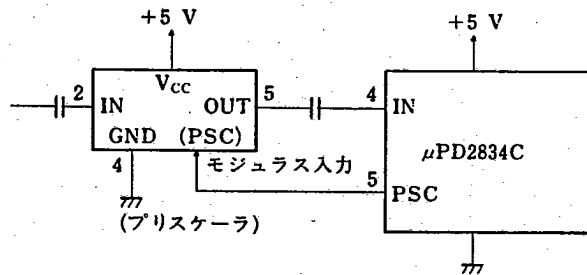 +5 V
+5 V
VCC
2
IN
OUT
5
4
IN
GND
(PSC)
4
モジュラス入力
μPD2834C
5
PSC
(プリスケーラ)